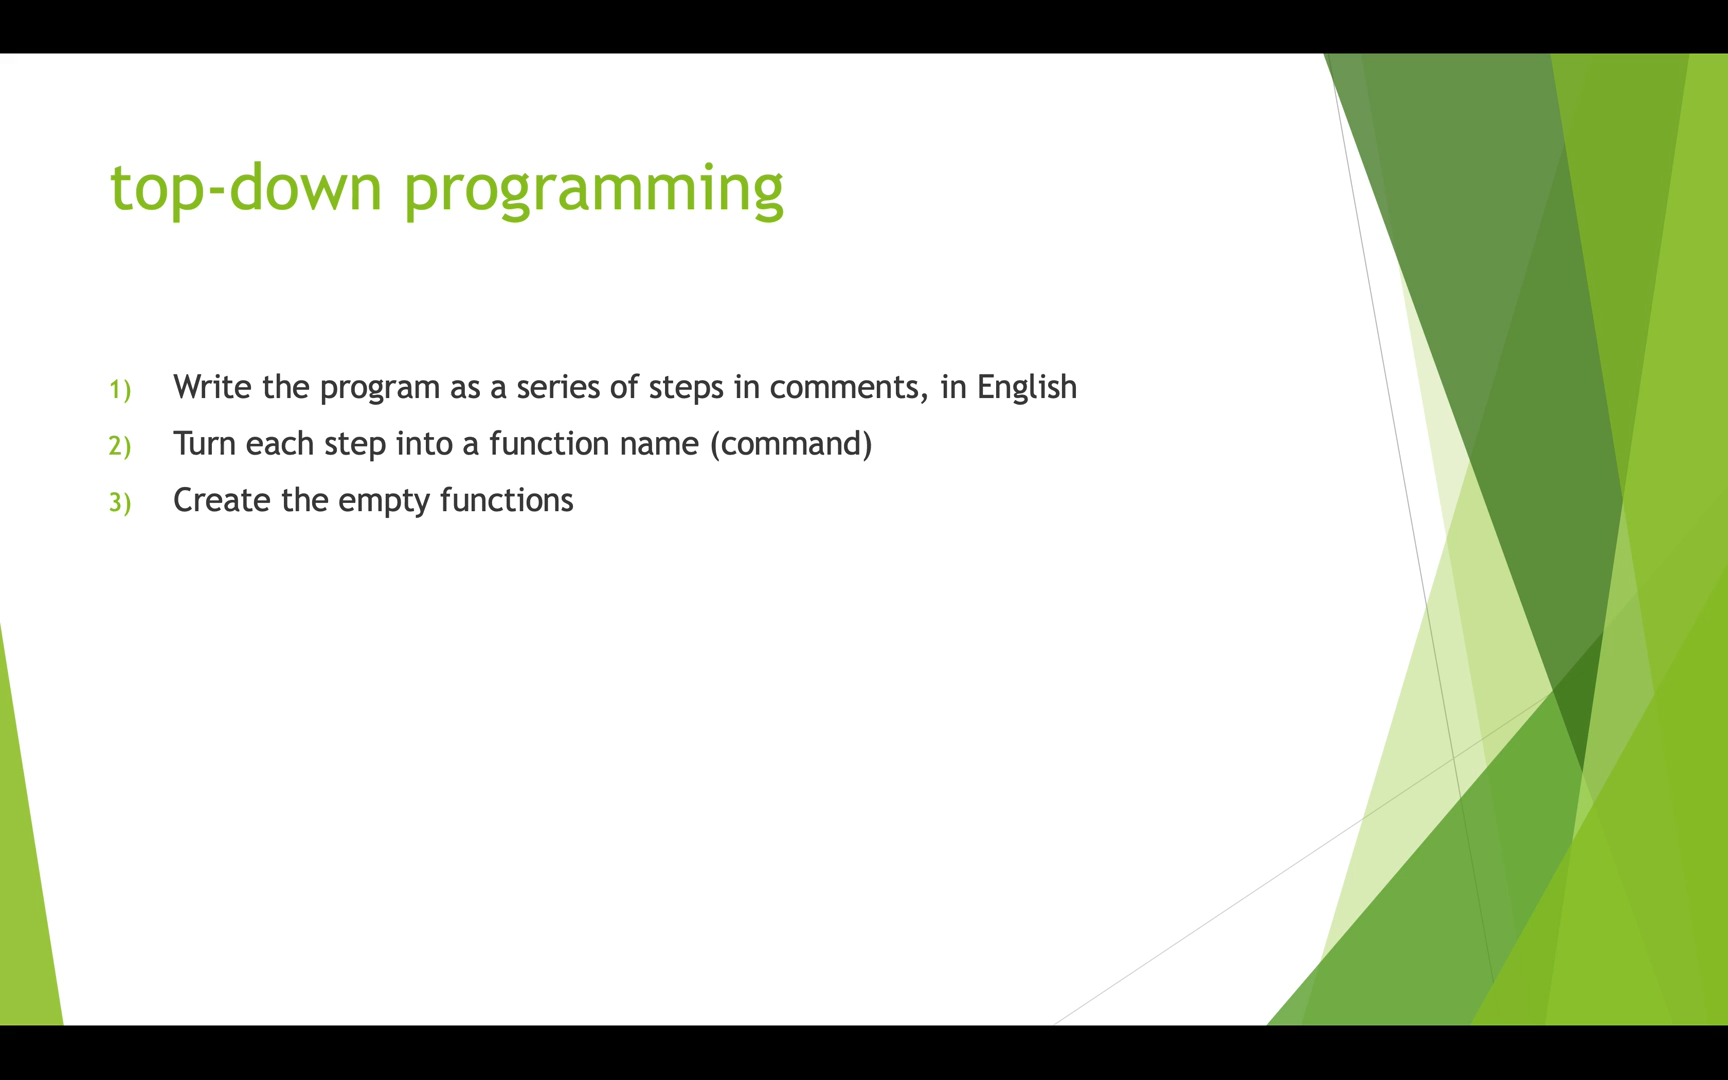 top-down programming
1) Write the program as a series of steps in comments, in English
2) Turn each step into a function name (command)
3) Create the empty functions